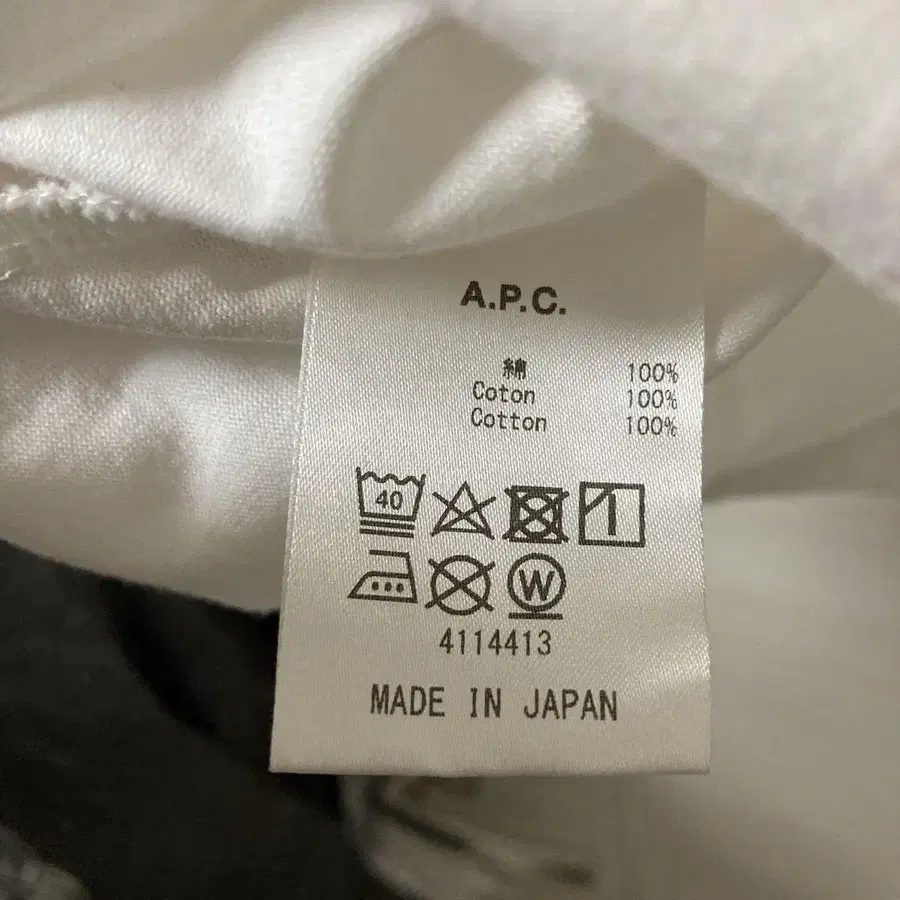 A.P.C.
綿 100%
Coton 100%
Cotton 100%
40
W
4114413
MADE IN JAPAN